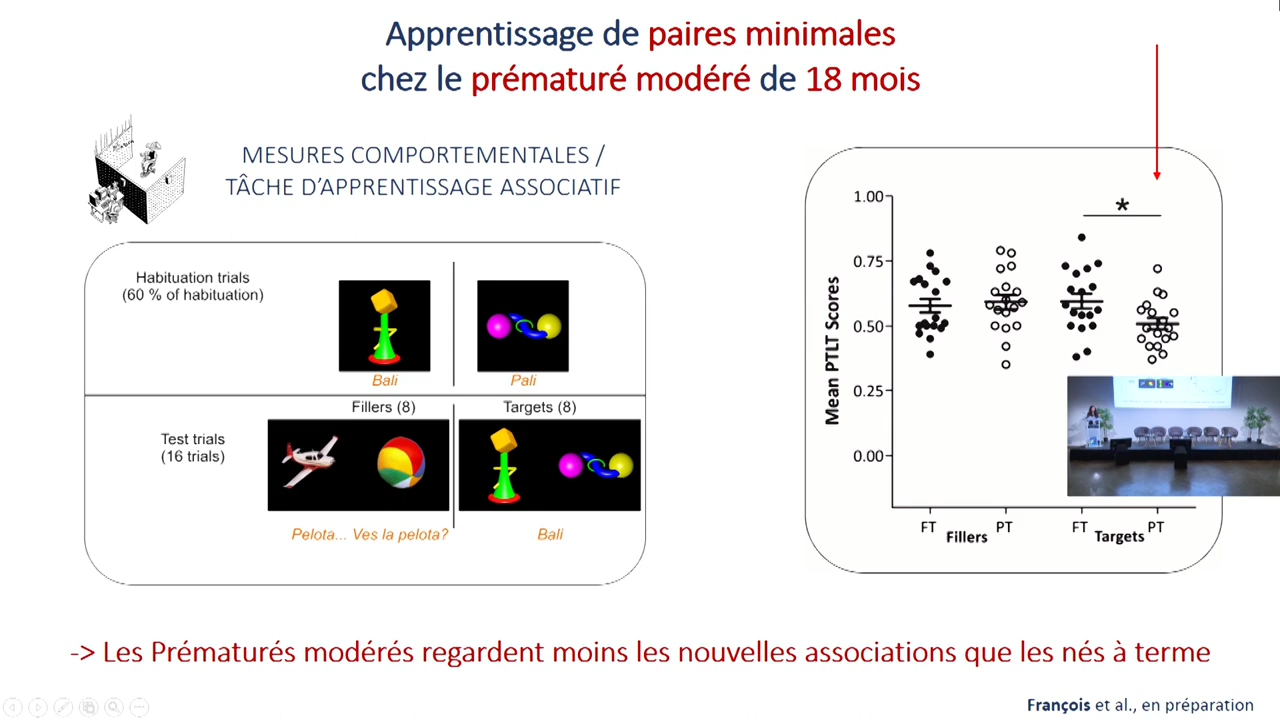 Apprentissage de paires minimales
chez le prématuré modéré de 18 mois
MESURES COMPORTEMENTALES /
TÂCHE D'APPRENTISSAGE ASSOCIATIF
Habituation trials
(60 % of habituation)
Bali
Pali
Fillers (8)
Targets (8)
Test trials
(16 trials)
Pelota... Ves la pelota?
Bali
Mean PTLT Scores
1.00
0.75
0.50
0.25
0.00
*
FT
PT
FT
PT
Fillers
Targets
-> Les Prématurés modérés regardent moins les nouvelles associations que les nés à terme
François et al., en préparation